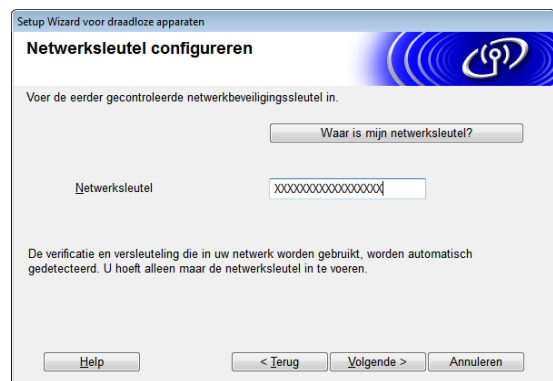 Setup Wizard voor draadloze apparaten
Netwerksleutel configureren
Voer de eerder gecontroleerde netwerkbeveiligingssleutel in.
Waar is mijn netwerksleutel?
Netwerksleutel
XXXXXXXXXXXXXXXXX
De verificatie en versleuteling die in uw netwerk worden gebruikt, worden automatisch
gedetecteerd. U hoeft alleen maar de netwerksleutel in te voeren.
Help
< Terug
Volgende >
Annuleren